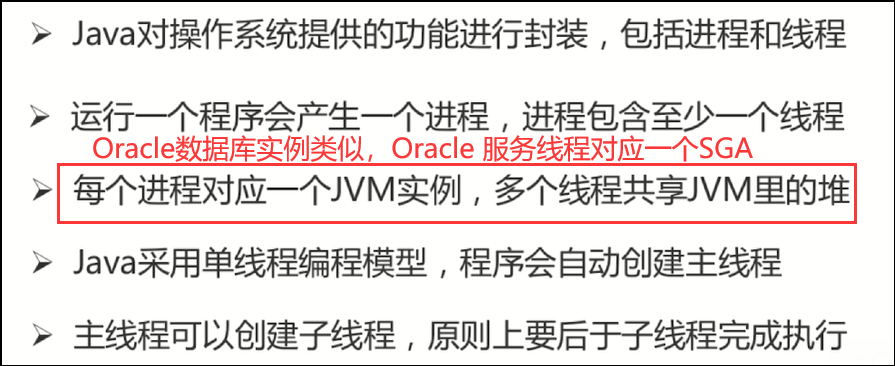 ➢ Java对操作系统提供的功能进行封装，包括进程和线程
➢ 运行一个程序会产生一个进程，进程包含至少一个线程
Oracle数据库实例类似，Oracle 服务线程对应一个SGA
➢ 每个进程对应一个JVM实例，多个线程共享JVM里的堆
➢ Java采用单线程编程模型，程序会自动创建主线程
➢ 主线程可以创建子线程，原则上要后于子线程完成执行